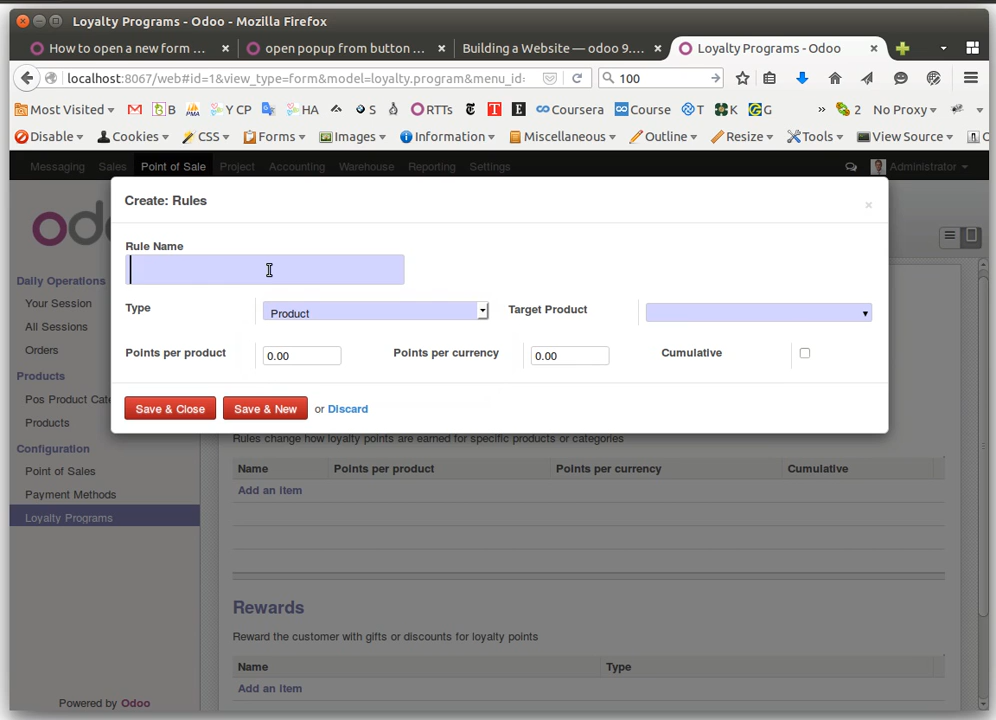 Loyalty Programs - Odoo - Mozilla Firefox
How to open a new form ... × open popup from button ... × Building a Website — odoo 9.... × Loyalty Programs - Odoo ×
localhost:8067/web#id=1&view_type=form&model=loyalty.program&menu_id= 100
Most Visited B Y CP HA S RTTs T E Coursera Course T K G » 2 No Proxy
Disable Cookies CSS Forms Images Information Miscellaneous Outline Resize Tools View Source
Messaging Sales Point of Sale Project Accounting Warehouse Reporting Settings Administrator
Create: Rules ×
Rule Name
Type Product Target Product
Points per product 0.00 Points per currency 0.00 Cumulative
Save & Close Save & New or Discard
Daily Operations
Your Session
All Sessions
Orders
Products
Pos Product Cate
Products
Configuration
Point of Sales
Payment Methods
Loyalty Programs
Powered by Odoo
Rules change how loyalty points are earned for specific products or categories
Name Points per product Points per currency Cumulative
Add an item
Rewards
Reward the customer with gifts or discounts for loyalty points
Name Type
Add an item